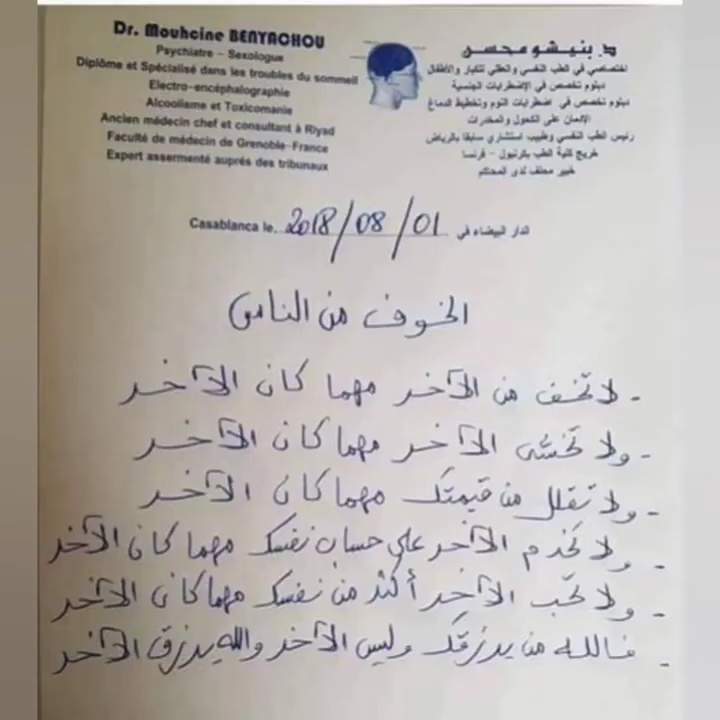 Dr. Mouhcine BENYACHOU
Psychiatre - Sexologue
Diplôme et Spécialisé dans les troubles du sommeil
Electro-encéphalographie
Alcoolisme et Toxicomanie
Ancien médecin chef et consultant à Riyad
Faculté de médecin de Grenoble-France
Expert assermenté auprés des tribunaux
د. بنيشو محسن
اختصاصي في الطب النفسي والعقلي للكبار والأطفال
دبلوم تخصص في الإضطرابات الجنسية
دبلوم تخصص في اضطرابات النوم وتخطيط الدماغ
الإدمان على الكحول والمخدرات
رئيس الطب النفسي وطبيب استشاري سابقا بالرياض
خريج كلية الطب بكرنبول - فرنسا
خبير محلف لدى المحاكم
Casablanca le, 2018/08/01 الدار البيضاء في
الخوف من الناس
- لا تخف من الآخر مهما كان الآخر
- ولا تخشى الآخر مهما كان الآخر
- ولا تقلل من قيمتك مهما كان الآخر
- ولا تخدم الآخر على حساب نفسك مهما كان الآخر
- ولا تحب الآخر أكثر من نفسك مهما كان الآخر
- فالله من يرزقك وليس الآخر والله يرزق الآخر